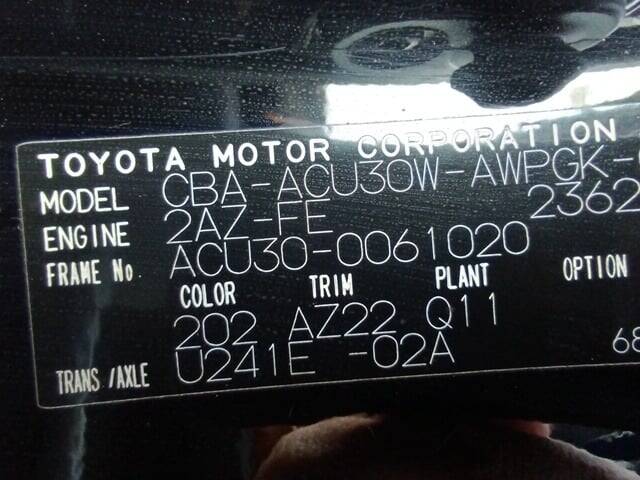 TOYOTA MOTOR CORPORATION
MODEL CBA-ACU30W-AWPGK-
ENGINE 2AZ-FE 2362
FRAME No ACU30-0061020
COLOR TRIM PLANT OPTION
202 AZ22 Q11
TRANS./AXLE U241E -02A 68